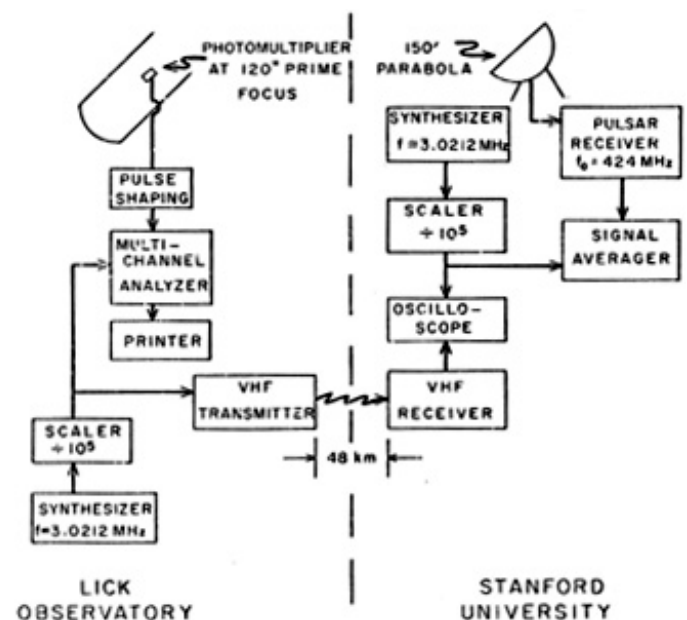 PHOTOMULTIPLIER
AT 120" PRIME
FOCUS
PULSE
SHAPING
MULTI-
CHANNEL
ANALYZER
PRINTER
VHF
TRANSMITTER
SCALER
÷ 10⁵
SYNTHESIZER
f=3.0212 MHz
LICK
OBSERVATORY
150'
PARABOLA
SYNTHESIZER
f=3.0212 MHz
PULSAR
RECEIVER
f₀ = 424 MHz
SCALER
÷ 10⁵
SIGNAL
AVERAGER
OSCILLO-
SCOPE
VHF
RECEIVER
48 km
STANFORD
UNIVERSITY